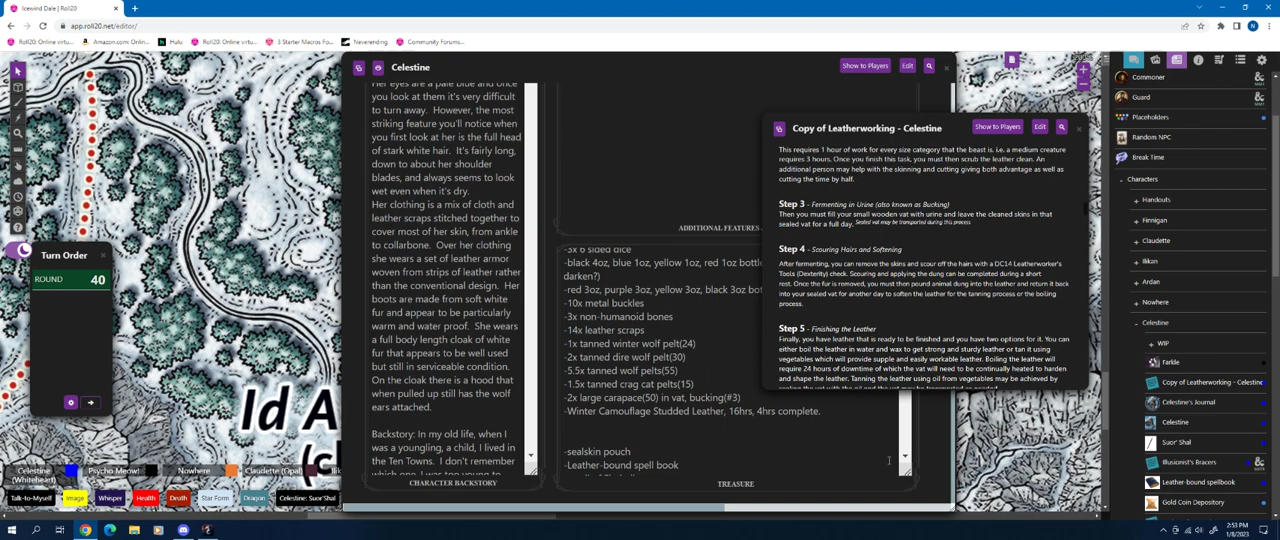 Icewind Dale | Roll20
app.roll20.net/editor/
Roll20: Online virtu...
Amazon.com: Onlin...
Hulu
Roll20: Online virtu...
3 Starter Macros Fo...
Neverending
Community Forums...
Celestine
Show to Players
Edit
Her eyes are a pale blue and once
you look at them it's very difficult
to turn away. However, the most
striking feature you'll notice when
you first look at her is the full head
of stark white hair. It's fairly long,
down to about her shoulder
blades, and always seems to look
wet even when it's dry.
Her clothing is a mix of cloth and
leather scraps stitched together to
cover most of her skin, from ankle
to collarbone. Over her clothing
she wears a set of leather armor
woven from strips of leather rather
than the conventional design. Her
boots are made from soft white
fur and appear to be particularly
warm and water proof. She wears
a full body length cloak of white
fur that appears to be well used
but still in serviceable condition.
On the cloak there is a hood that
when pulled up still has the wolf
ears attached.
Backstory: In my old life, when I
was a youngling, a child, I lived in
the Ten Towns. I don't remember
which one. I was too young to
CHARACTER BACKSTORY
ADDITIONAL FEATURES
-3x 6 sided dice
-black 4oz, blue 1oz, yellow 1oz, red 1oz bottl
darken?)
-red 3oz, purple 3oz, yellow 3oz, black 3oz bot
-10x metal buckles
-3x non-humanoid bones
-14x leather scraps
-1x tanned winter wolf pelt(24)
-2x tanned dire wolf pelt(30)
-5.5x tanned wolf pelts(55)
-1.5x tanned crag cat pelts(15)
-2x large carapace(50) in vat, bucking(#3)
-Winter Camouflage Studded Leather, 16hrs, 4hrs complete.
-sealskin pouch
-Leather-bound spell book
TREASURE
Copy of Leatherworking - Celestine
Show to Players
Edit
This requires 1 hour of work for every size category that the beast is. i.e. a medium creature
requires 3 hours. Once you finish this task, you must then scrub the leather clean. An
additional person may help with the skinning and cutting giving both advantage as well as
cutting the time by half.
Step 3 - Fermenting in Urine (also known as Bucking)
Then you must fill your small wooden vat with urine and leave the cleaned skins in that
sealed vat for a full day. Sealed vat may be transported during this process.
Step 4 - Scouring Hairs and Softening
After fermenting, you can remove the skins and scour off the hairs with a DC14 Leatherworker's
Tools (Dexterity) check. Scouring and applying the dung can be completed during a short
rest. Once the fur is removed, you must then pound animal dung into the leather and return it back
into your sealed vat for another day to soften the leather for the tanning process or the boiling
process.
Step 5 - Finishing the Leather
Finally, you have leather that is ready to be finished and you have two options for it. You can
either boil the leather in water and wax to get strong and sturdy leather or tan it using
vegetables which will provide supple and easily workable leather. Boiling the leather will
require 24 hours of downtime of which the vat will need to be continually heated to harden
and shape the leather. Tanning the leather using oil from vegetables may be achieved by
Turn Order
ROUND 40
ld A
(c
Celestine
(Whiteheart)
Psycho Meow!
Nowhere
Claudette (Opal)
Illik
Talk-to-Myself
Image
Whisper
Health
Death
Star Form
Dragon
Celestine: Suor'Shal
Commoner
Guard
Placeholders
Random NPC
Break Time
Characters
Handouts
Finnigan
Claudette
Ilikan
Ardan
Nowhere
Celestine
WIP
Farkle
Copy of Leatherworking - Celestine
Celestine's Journal
Celestine
Suor' Shal
Illusionist's Bracers
Leather-bound spellbook
Gold Coin Depository
2:53 PM
1/8/2023